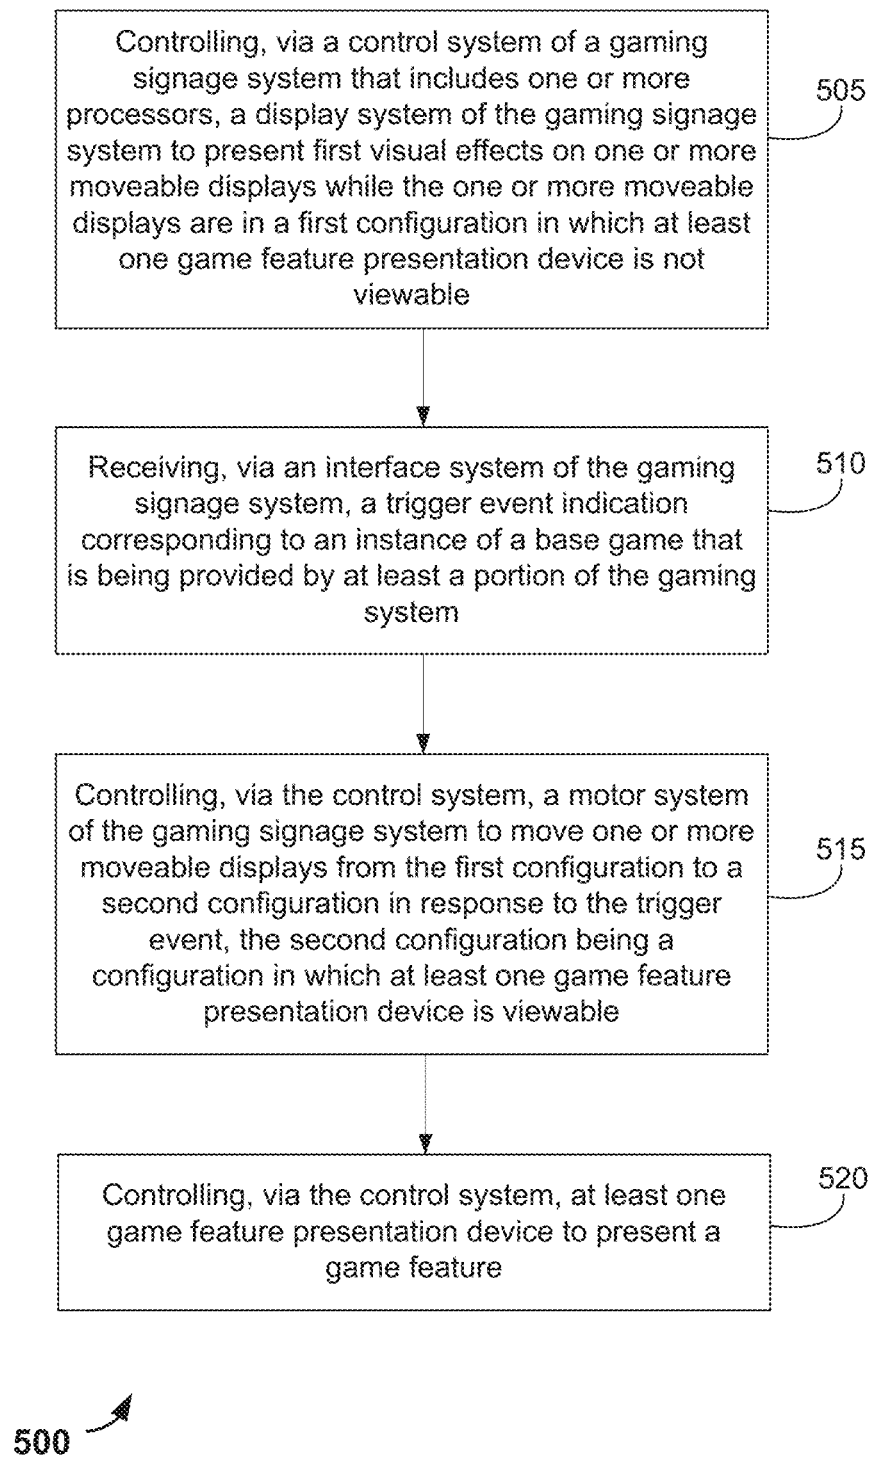 Controlling, via a control system of a gaming
signage system that includes one or more
processors, a display system of the gaming signage
system to present first visual effects on one or more
moveable displays while the one or more moveable
displays are in a first configuration in which at least
one game feature presentation device is not
viewable
505
Receiving, via an interface system of the gaming
signage system, a trigger event indication
corresponding to an instance of a base game that
is being provided by at least a portion of the gaming
system
510
Controlling, via the control system, a motor system
of the gaming signage system to move one or more
moveable displays from the first configuration to a
second configuration in response to the trigger
event, the second configuration being a
configuration in which at least one game feature
presentation device is viewable
515
Controlling, via the control system, at least one
game feature presentation device to present a
game feature
520
500